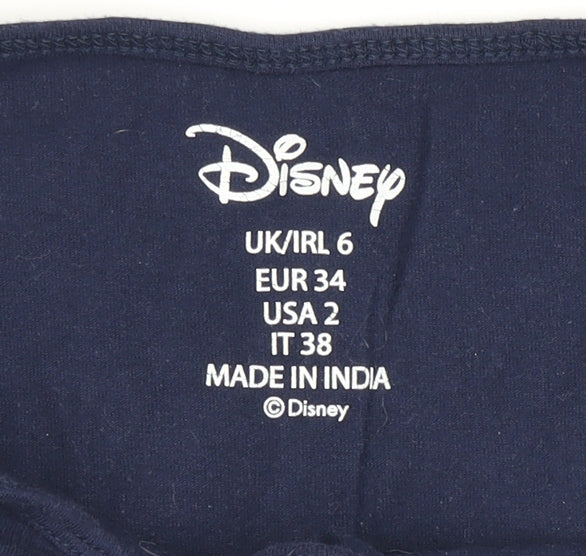 Disney
UK/IRL 6
EUR 34
USA 2
IT 38
MADE IN INDIA
© Disney